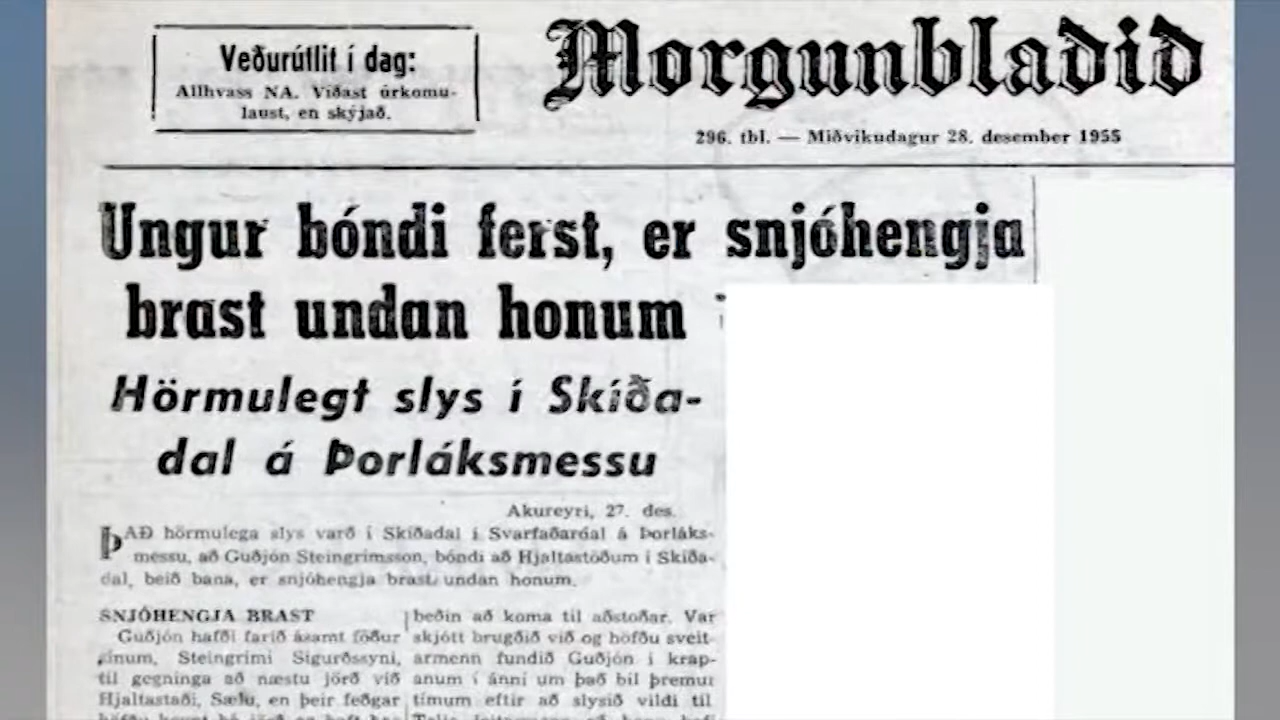 Veðurútlit í dag:
Allhvass NA. Víðast úrkomu-
laust, en skýjað.
Morgunblaðið
296. tbl. — Miðvikudagur 28. desember 1955
Ungur bóndi ferst, er snjóhengja
brast undan honum
Hörmulegt slys í Skíða-
dal á Þorláksmessu
Akureyri, 27. des.
ÞAÐ hörmulega slys varð í Skíðadal í Svarfaðardal á Þorláks-
messu, að Guðjón Steingrímsson, bóndi að Hjaltastöðum í Skíða-
dal, beið bana, er snjóhengja brast undan honum.
SNJÓHENGJA BRAST
Guðjón hafði farið ásamt föður
sínum, Steingrími Sigurðssyni,
til gegninga að næstu jörð við
Hjaltastaði, Sælu, en þeir feðgar
beðin að koma til aðstoðar. Var
skjótt brugðið við og höfðu sveit-
armenn fundið Guðjón í krap-
anum í ánni um það bil þremur
tímum eftir að slysið vildi til